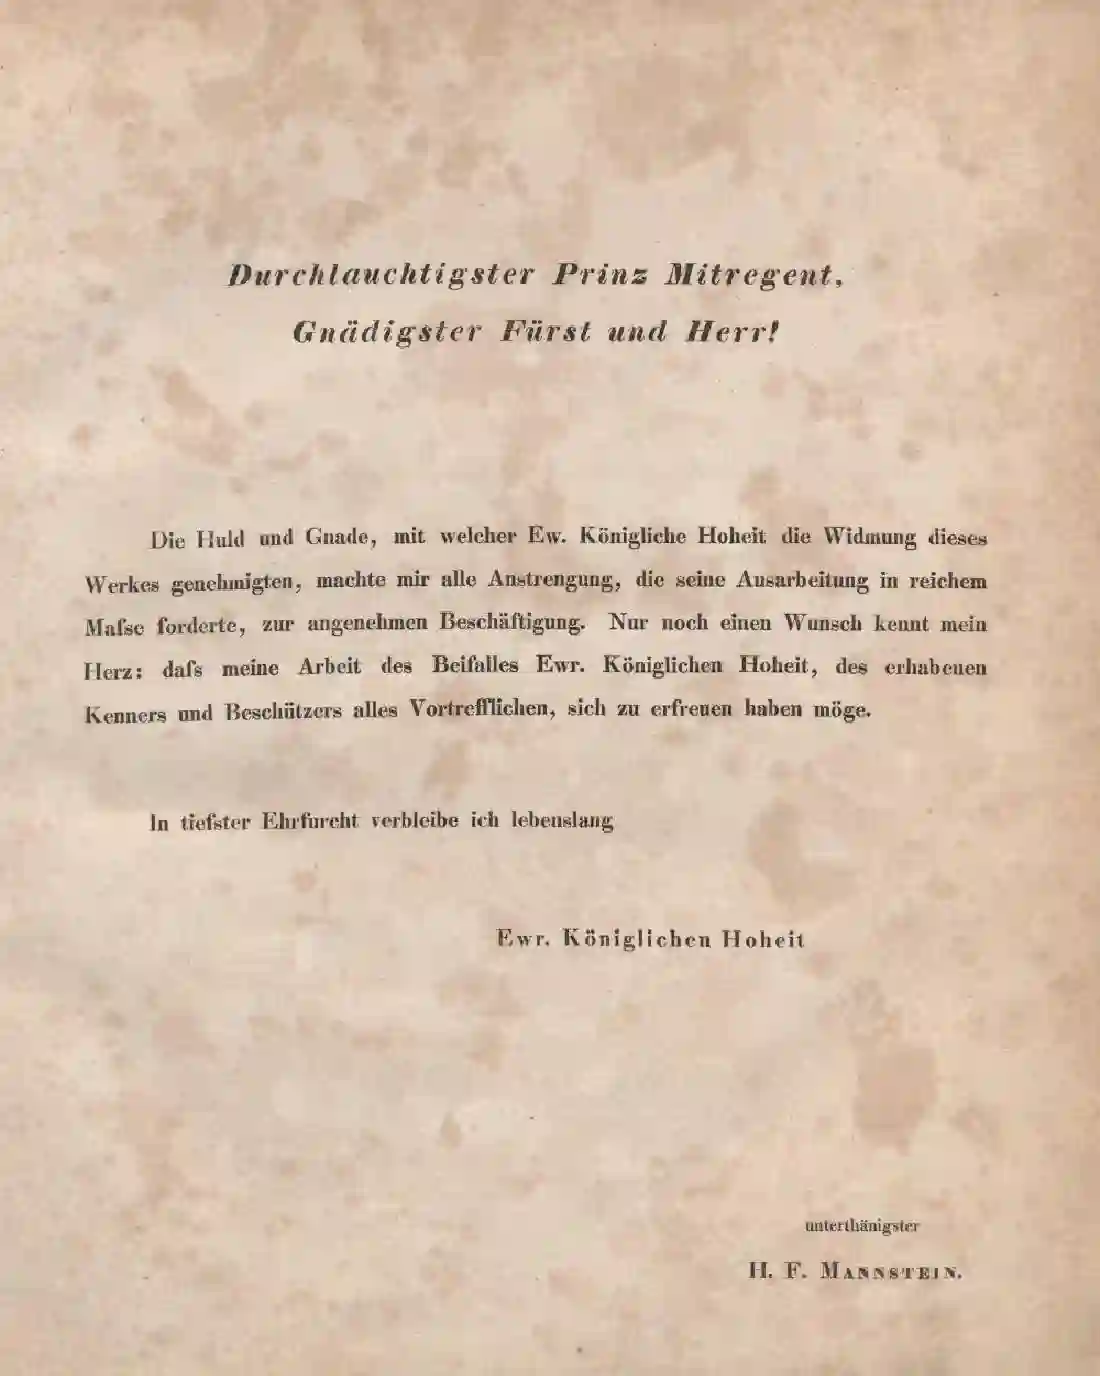 Durchlauchtigster Prinz Mitregent,
Gnädigster Fürst und Herr!
Die Huld und Gnade, mit welcher Ew. Königliche Hoheit die Widmung dieses
Werkes genehmigten, machte mir alle Anstrengung, die seine Ausarbeitung in reichem
Maſse forderte, zur angenehmen Beschäftigung. Nur noch einen Wunsch kennt mein
Herz: daſs meine Arbeit des Beifalles Ewr. Königlichen Hoheit, des erhabenen
Kenners und Beschützers alles Vortrefflichen, sich zu erfreuen haben möge.
In tiefster Ehrfurcht verbleibe ich lebenslang
Ewr. Königlichen Hoheit
unterthänigster
H. F. MANNSTEIN.